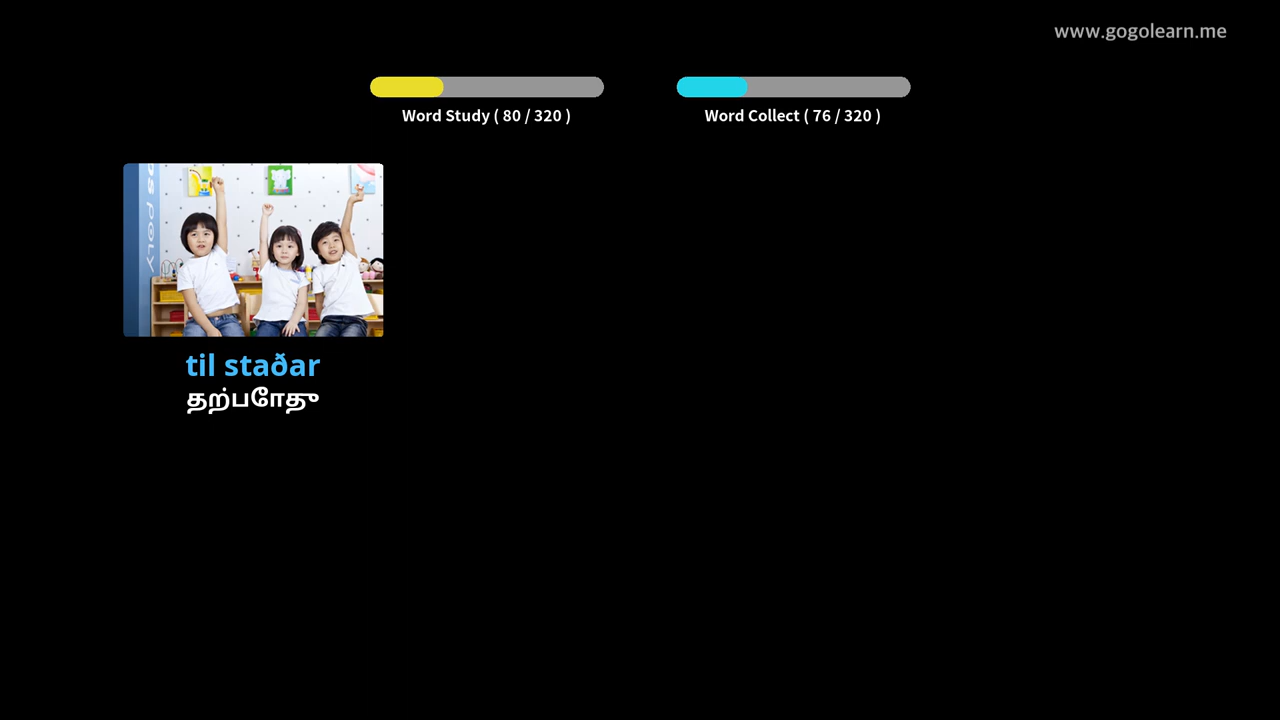 www.gogolearn.me
Word Study ( 80 / 320 )
Word Collect ( 76 / 320 )
til staðar
தற்போது